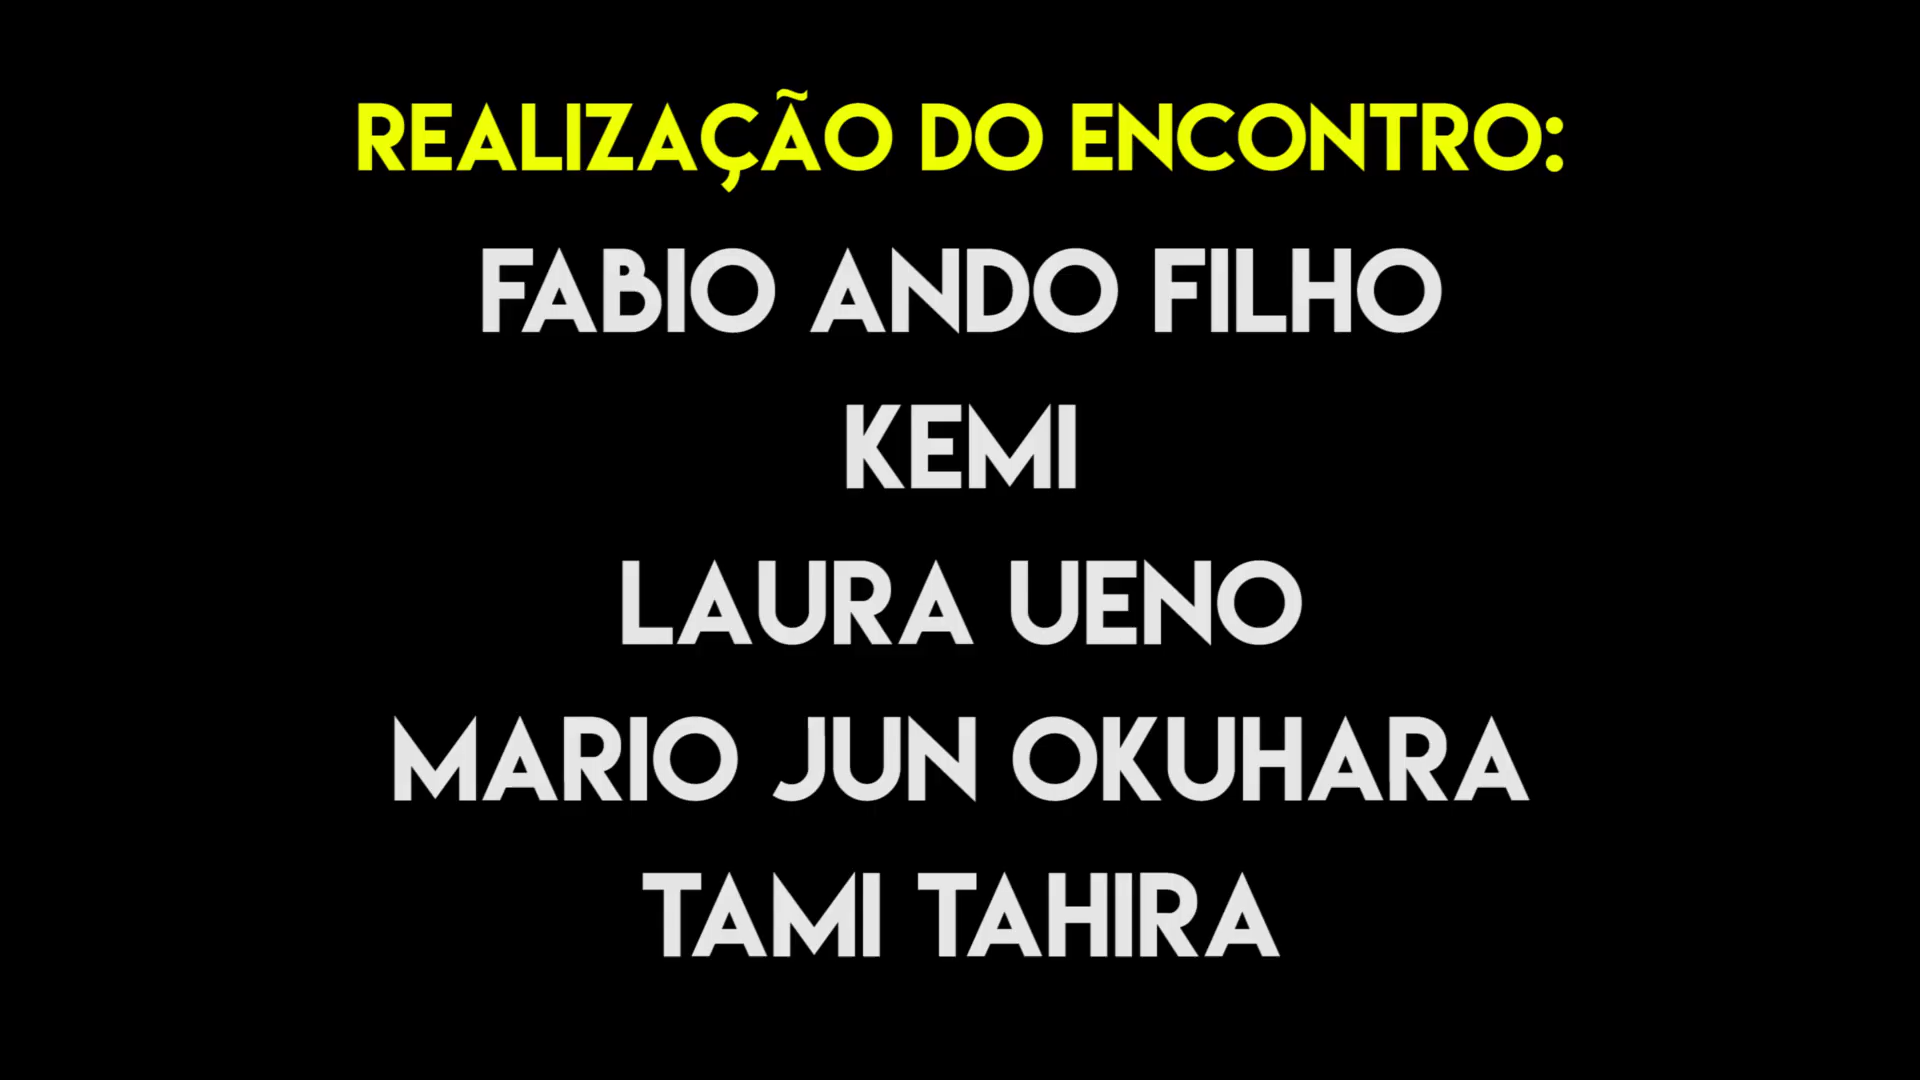 REALIZAÇÃO DO ENCONTRO:
FABIO ANDO FILHO
KEMI
LAURA UENO
MARIO JUN OKUHARA
TAMI TAHIRA